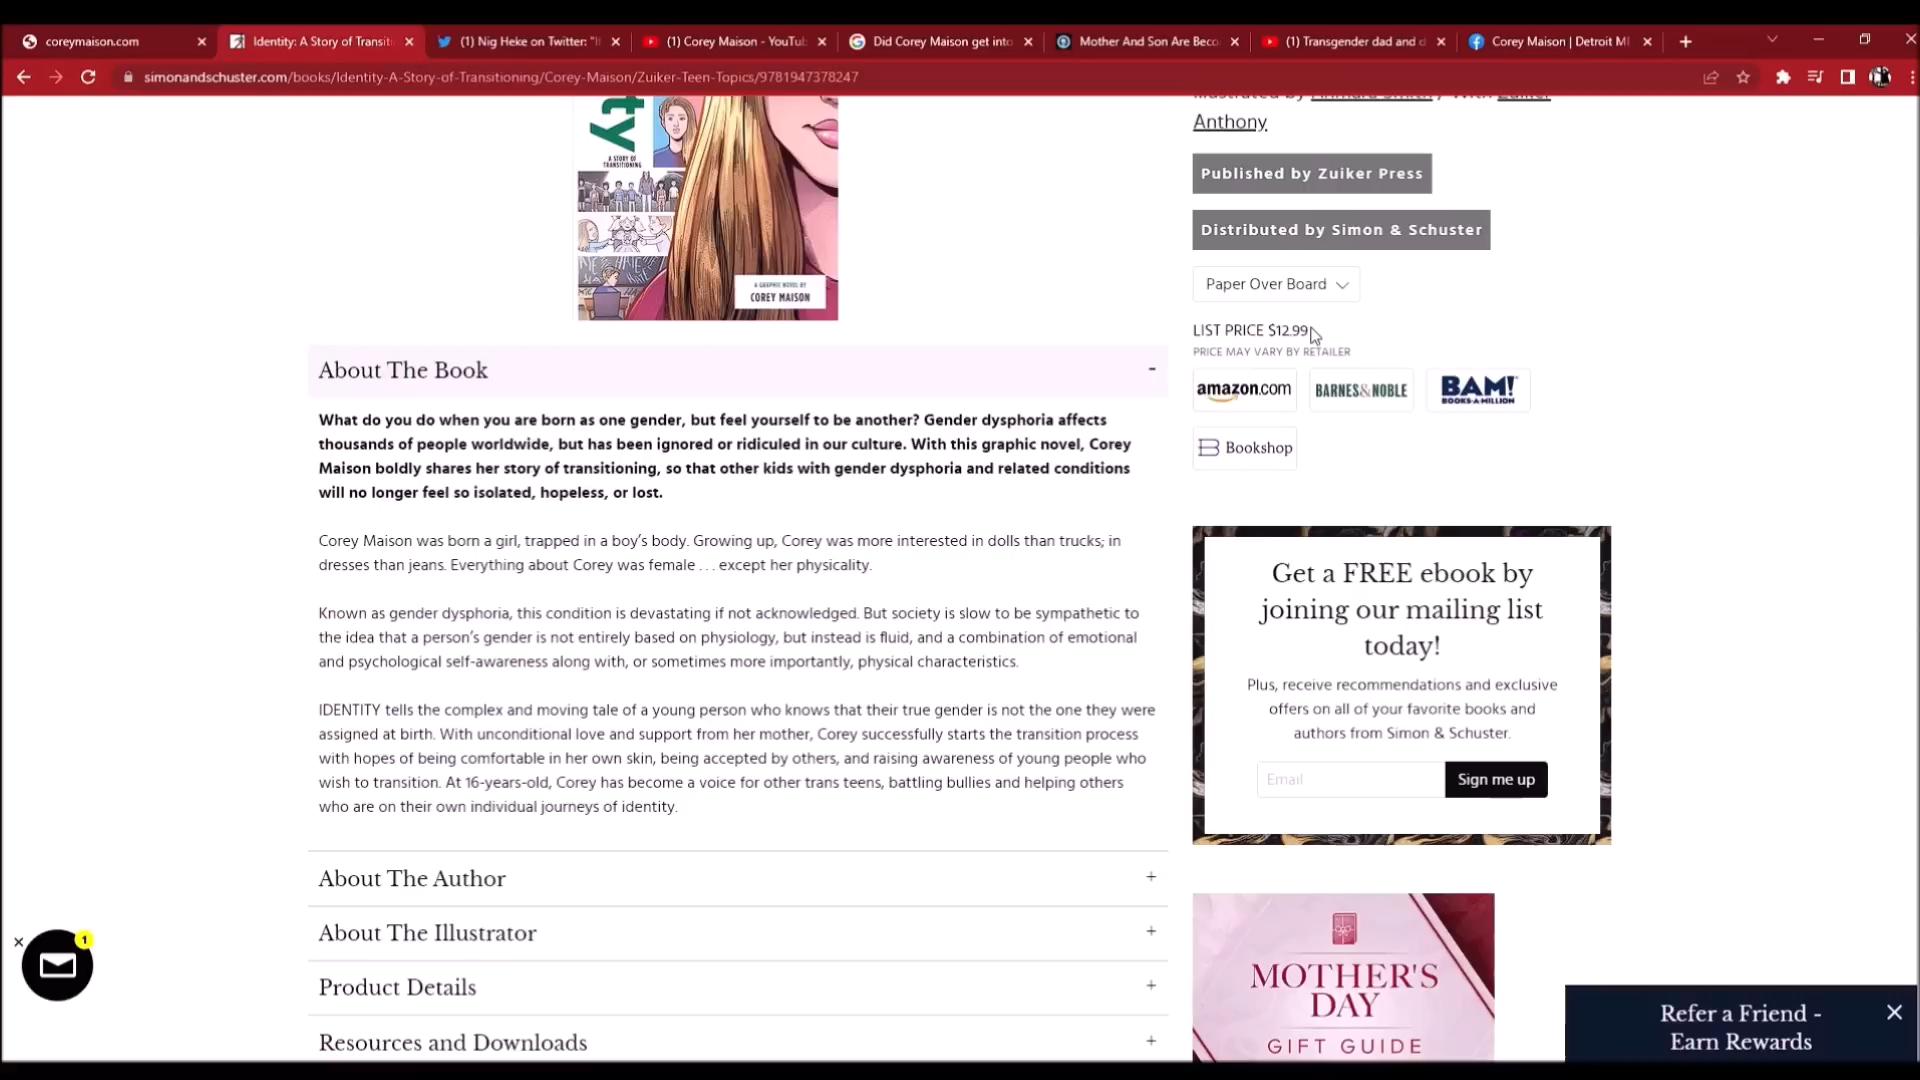 coreymaison.com
Identity: A Story of Transiti
(1) Nig Heke on Twitter: "I
(1) Corey Maison - YouTu
Did Corey Maison get into
Mother And Son Are Beco
(1) Transgender dad and d
Corey Maison | Detroit MI
simonandschuster.com/books/Identity-A-Story-of-Transitioning/Corey-Maison/Zuiker-Teen-Topics/9781947378247
ty
A STORY OF
TRANSITIONING
A GRAPHIC NOVEL BY
COREY MAISON
Illustrated by Ahmara Smith / With Zuiker
Anthony
Published by Zuiker Press
Distributed by Simon & Schuster
Paper Over Board
LIST PRICE $12.99
PRICE MAY VARY BY RETAILER
amazon.com
BARNES&NOBLE
BAM!
BOOKS-A-MILLION
Bookshop
About The Book
-
What do you do when you are born as one gender, but feel yourself to be another? Gender dysphoria affects
thousands of people worldwide, but has been ignored or ridiculed in our culture. With this graphic novel, Corey
Maison boldly shares her story of transitioning, so that other kids with gender dysphoria and related conditions
will no longer feel so isolated, hopeless, or lost.
Corey Maison was born a girl, trapped in a boy's body. Growing up, Corey was more interested in dolls than trucks; in
dresses than jeans. Everything about Corey was female . . . except her physicality.
Known as gender dysphoria, this condition is devastating if not acknowledged. But society is slow to be sympathetic to
the idea that a person's gender is not entirely based on physiology, but instead is fluid, and a combination of emotional
and psychological self-awareness along with, or sometimes more importantly, physical characteristics.
IDENTITY tells the complex and moving tale of a young person who knows that their true gender is not the one they were
assigned at birth. With unconditional love and support from her mother, Corey successfully starts the transition process
with hopes of being comfortable in her own skin, being accepted by others, and raising awareness of young people who
wish to transition. At 16-years-old, Corey has become a voice for other trans teens, battling bullies and helping others
who are on their own individual journeys of identity.
About The Author
+
About The Illustrator
+
Product Details
+
Resources and Downloads
+
Get a FREE ebook by
joining our mailing list
today!
Plus, receive recommendations and exclusive
offers on all of your favorite books and
authors from Simon & Schuster.
Email
Sign me up
MOTHER'S
DAY
GIFT GUIDE
Refer a Friend -
Earn Rewards
1